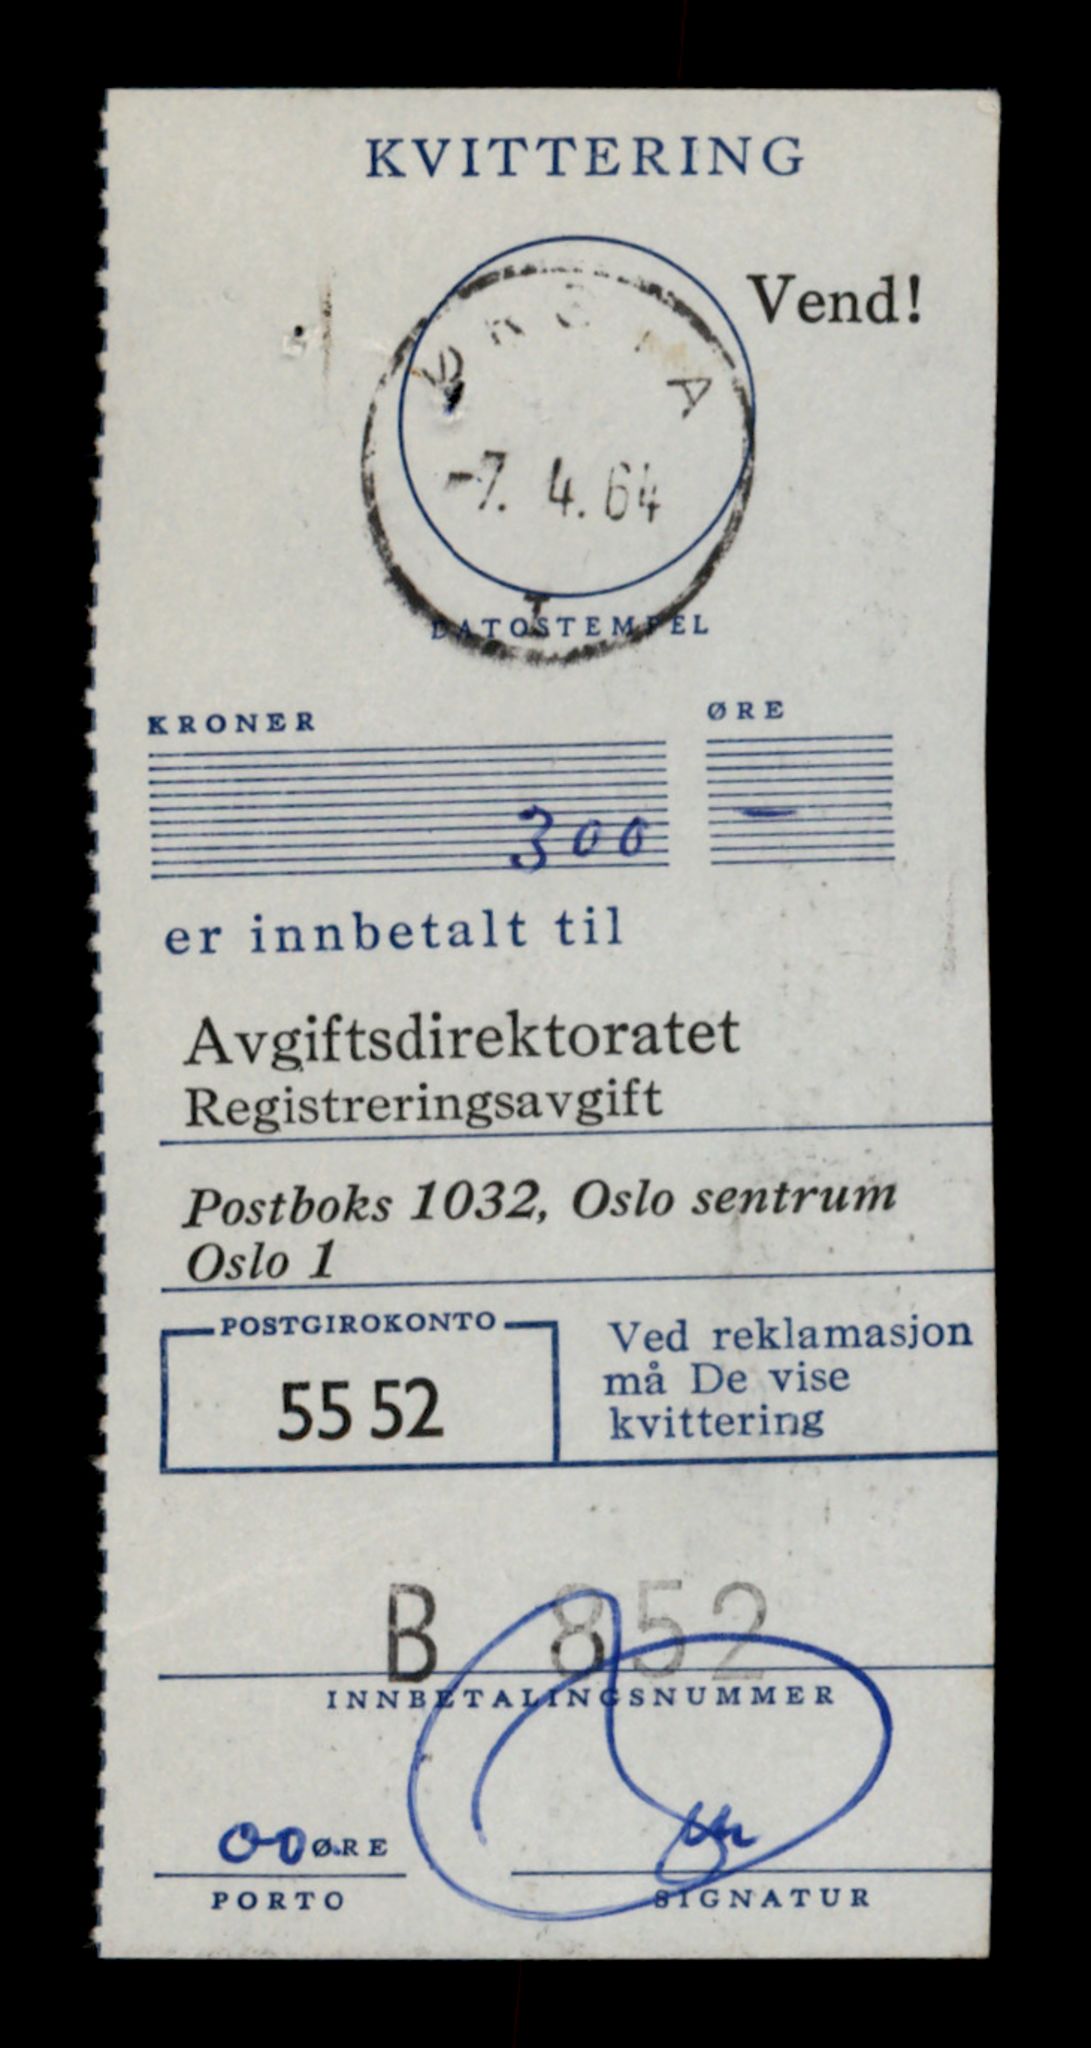 KVITTERING
Vend!
-7. 4. 64
I
DATOSTEMPEL
KRONER ØRE
300 —
er innbetalt til
Avgiftsdirektoratet
Registreringsavgift
Postboks 1032, Oslo sentrum
Oslo 1
POSTGIROKONTO
55 52
Ved reklamasjon
må De vise
kvittering
B 852
INNBETALINGSNUMMER
00 ØRE
PORTO
SIGNATUR